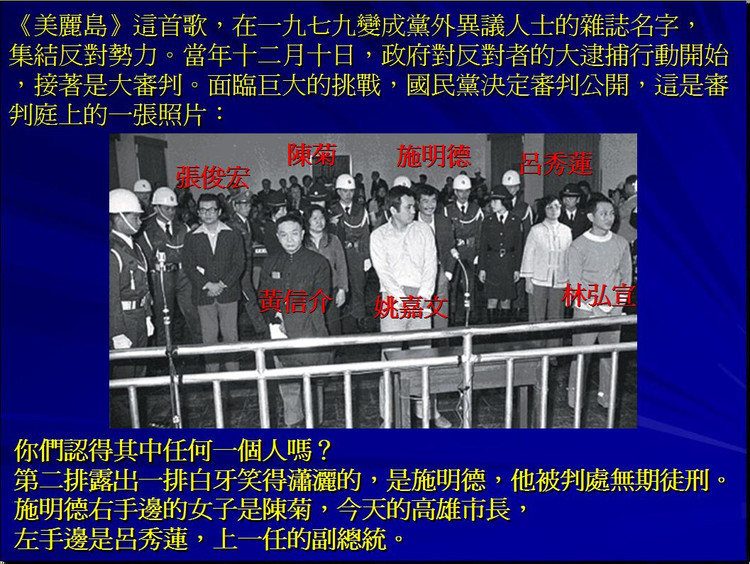 《美麗島》這首歌，在一九七九變成黨外異議人士的雜誌名字，
集結反對勢力。當年十二月十日，政府對反對者的大逮捕行動開始
，接著是大審判。面臨巨大的挑戰，國民黨決定審判公開，這是審
判庭上的一張照片：
張俊宏 陳菊 施明德 呂秀蓮
黃信介 姚嘉文 林弘宣
你們認得其中任何一個人嗎？
第二排露出一排白牙笑得瀟灑的，是施明德，他被判處無期徒刑。
施明德右手邊的女子是陳菊，今天的高雄市長，
左手邊是呂秀蓮，上一任的副總統。